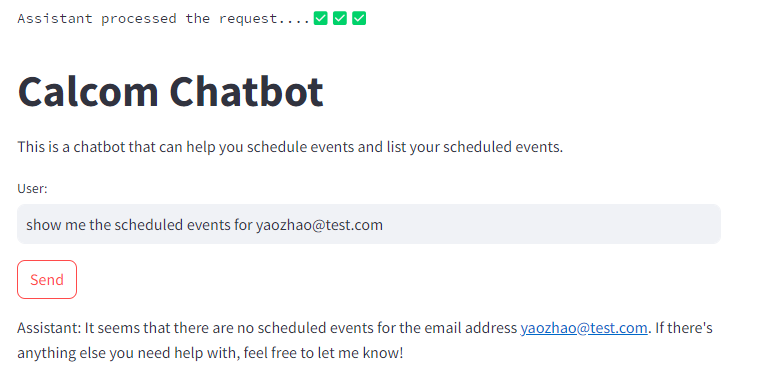 Assistant processed the request....✅✅✅
Calcom Chatbot
This is a chatbot that can help you schedule events and list your scheduled events.
User:
show me the scheduled events for yaozhao@test.com
Send
Assistant: It seems that there are no scheduled events for the email address yaozhao@test.com. If there's
anything else you need help with, feel free to let me know!